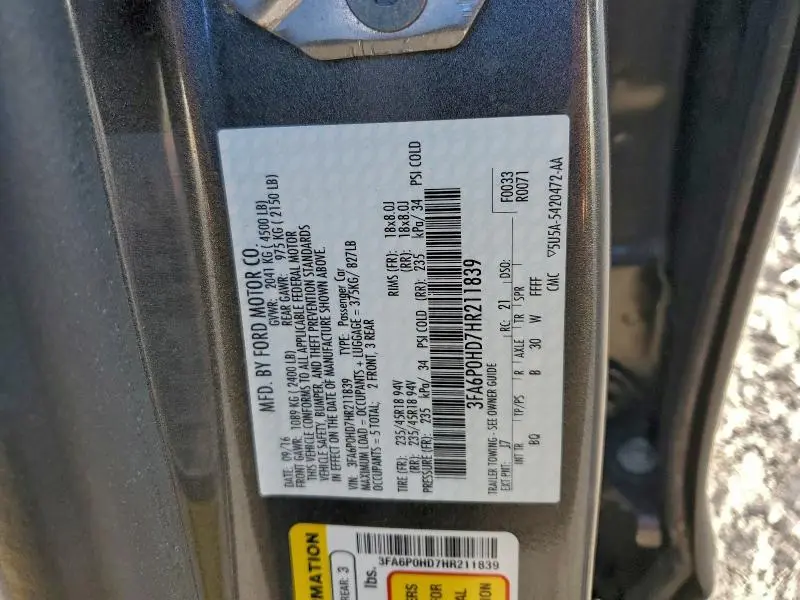 MFD. BY FORD MOTOR CO.
DATE: 09/16 GVWR: 2041 KG (4500 LB)
FRONT GAWR: 1089 KG (2400 LB) REAR GAWR: 975 KG (2150 LB)
THIS VEHICLE CONFORMS TO ALL APPLICABLE FEDERAL MOTOR
VEHICLE SAFETY, BUMPER, AND THEFT PREVENTION STANDARDS
IN EFFECT ON THE DATE OF MANUFACTURE SHOWN ABOVE.
VIN: 3FA6P0HD7HR211839 TYPE: Passenger Car
MAXIMUM LOAD = OCCUPANTS + LUGGAGE = 375KG/ 827LB
OCCUPANTS = 5 TOTAL: 2 FRONT, 3 REAR
TIRE (FR): 235/45R18 94V RIMS (FR): 18x8.0J
(RR): 235/45R18 94V (RR): 18x8.0J
PRESSURE (FR): 235 kPa/ 34 PSI COLD (RR): 235 kPa/ 34 PSI COLD
3FA6P0HD7HR211839
TRAILER TOWING - SEE OWNER GUIDE F0033
EXT PNT: J7 RC: 21 DSO: R0071
INT TR TP/PS R AXLE TR SPR
BQ B 30 W FFFF
CMC ▽5U5A-5420472-AA
REAR: 3
lbs.
3FA6P0HD7HR211839